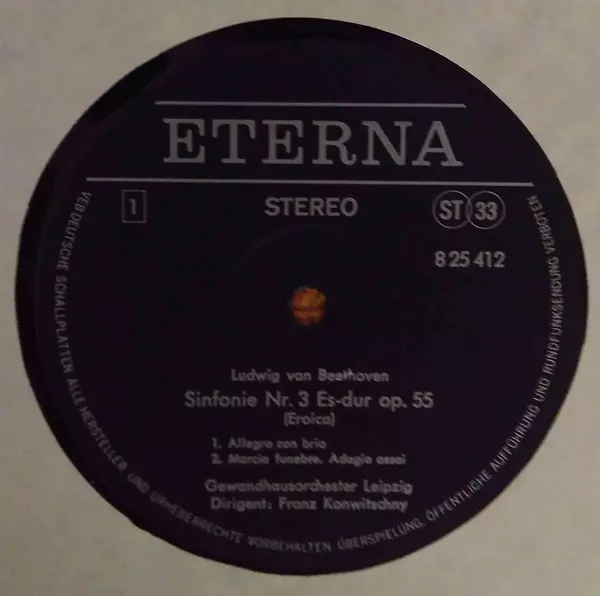 ETERNA
1
STEREO
ST 33
8 25 412
Ludwig van Beethoven
Sinfonie Nr. 3 Es-dur op. 55
(Eroica)
1. Allegro con brio
2. Marcia funebre. Adagio assai
Gewandhausorchester Leipzig
Dirigent: Franz Konwitschny
VEB DEUTSCHE SCHALLPLATTEN. ALLE HERSTELLER- UND URHEBERRECHTE VORBEHALTEN. ÜBERSPIELUNG, ÖFFENTLICHE AUFFÜHRUNG UND RUNDFUNKSENDUNG VERBOTEN